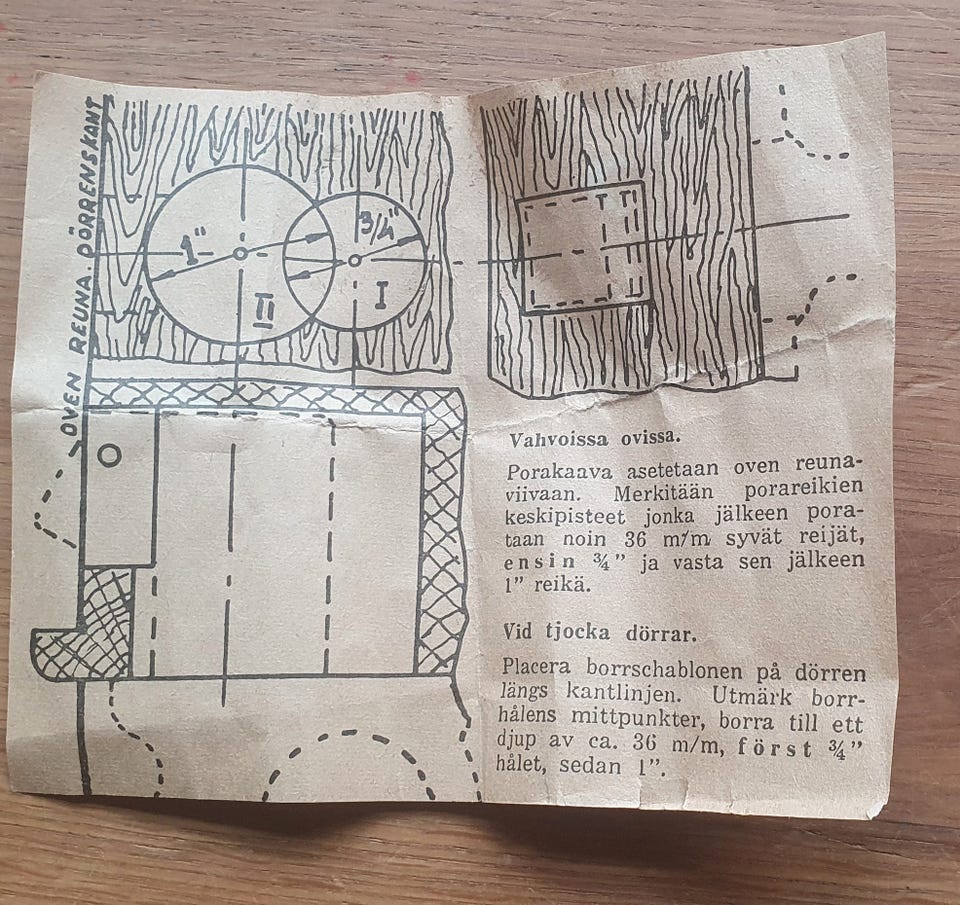 OVEN REUNA. DÖRRENSKANT
1"
3/4"
II
I
Vahvoissa ovissa.
Porakaava asetetaan oven reuna-
viivaan. Merkitään porareikien
keskipisteet jonka jälkeen pora-
taan noin 36 m/m syvät reijät,
ensin ¾” ja vasta sen jälkeen
1” reikä.
Vid tjocka dörrar.
Placera borrschablonen på dörren
längs kantlinjen. Utmärk borr-
hålens mittpunkter, borra till ett
djup av ca. 36 m/m, först ¾”
hålet, sedan 1”.